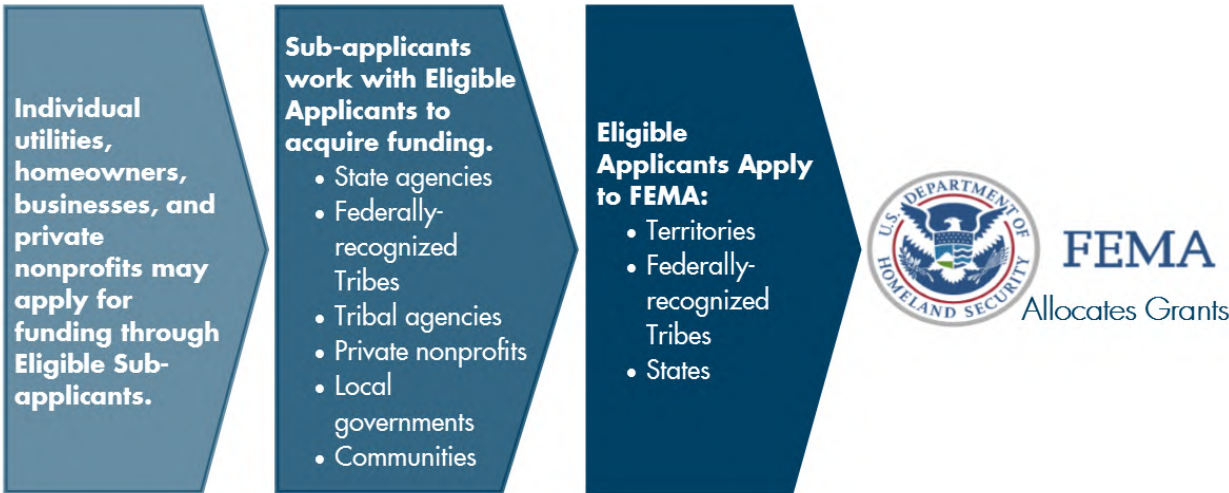 Individual
utilities,
homeowners,
businesses, and
private
nonprofits may
apply for
funding through
Eligible Sub-
applicants.
Sub-applicants
work with Eligible
Applicants to
acquire funding.
• State agencies
• Federally-
recognized
Tribes
• Tribal agencies
• Private nonprofits
• Local
governments
• Communities
Eligible
Applicants Apply
to FEMA:
• Territories
• Federally-
recognized
Tribes
• States
U.S. DEPARTMENT OF
HOMELAND SECURITY
FEMA
Allocates Grants